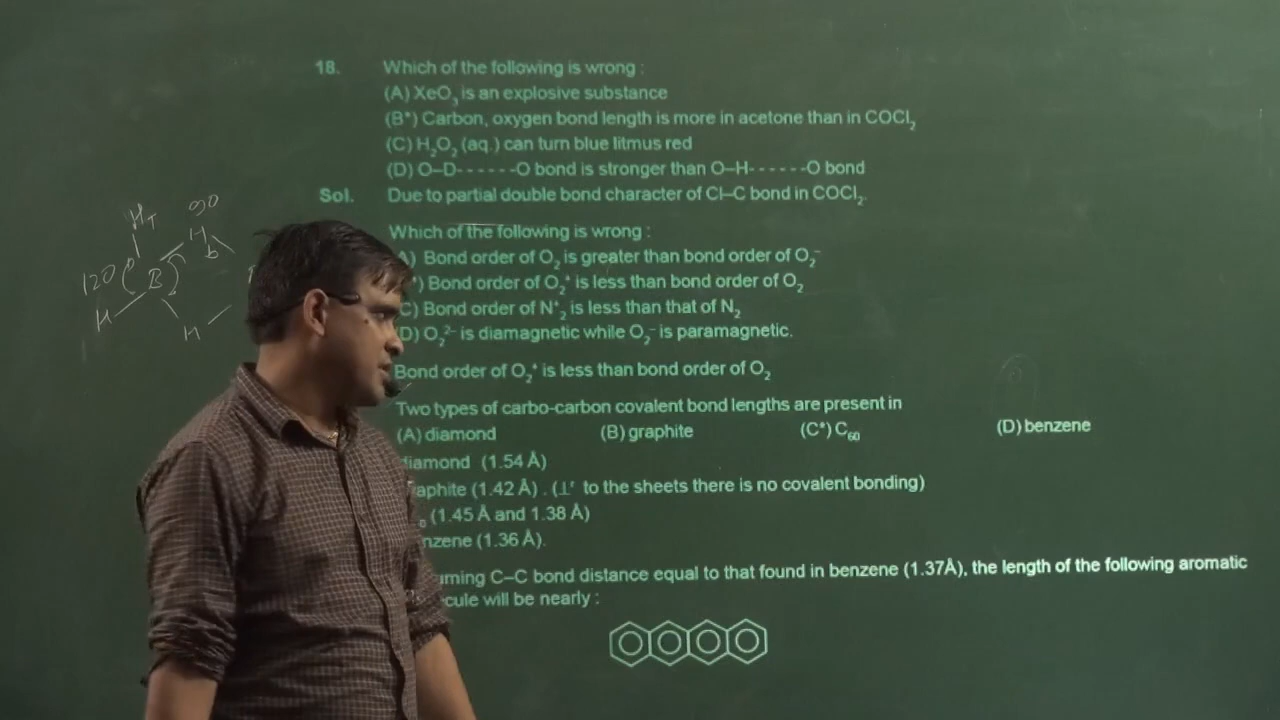 18. Which of the following is wrong :
(A) XeO₃ is an explosive substance
(B*) Carbon, oxygen bond length is more in acetone than in COCl₂
(C) H₂O₂ (aq.) can turn blue litmus red
(D) O–D- - - - - -O bond is stronger than O–H- - - - - -O bond
Sol. Due to partial double bond character of Cl–C bond in COCl₂.
Which of the following is wrong :
A) Bond order of O₂ is greater than bond order of O₂⁻
*) Bond order of O₂⁺ is less than bond order of O₂
C) Bond order of N⁺₂ is less than that of N₂
D) O₂²⁻ is diamagnetic while O₂⁻ is paramagnetic.
Bond order of O₂⁺ is less than bond order of O₂
Two types of carbo-carbon covalent bond lengths are present in
(A) diamond (B) graphite (C*) C₆₀ (D) benzene
diamond (1.54 Å)
aphite (1.42 Å) . (⊥ʳ to the sheets there is no covalent bonding)
₀ (1.45 Å and 1.38 Å)
nzene (1.36 Å).
uming C–C bond distance equal to that found in benzene (1.37Å), the length of the following aromatic
cule will be nearly :
90
H_T H b
120 B
H H